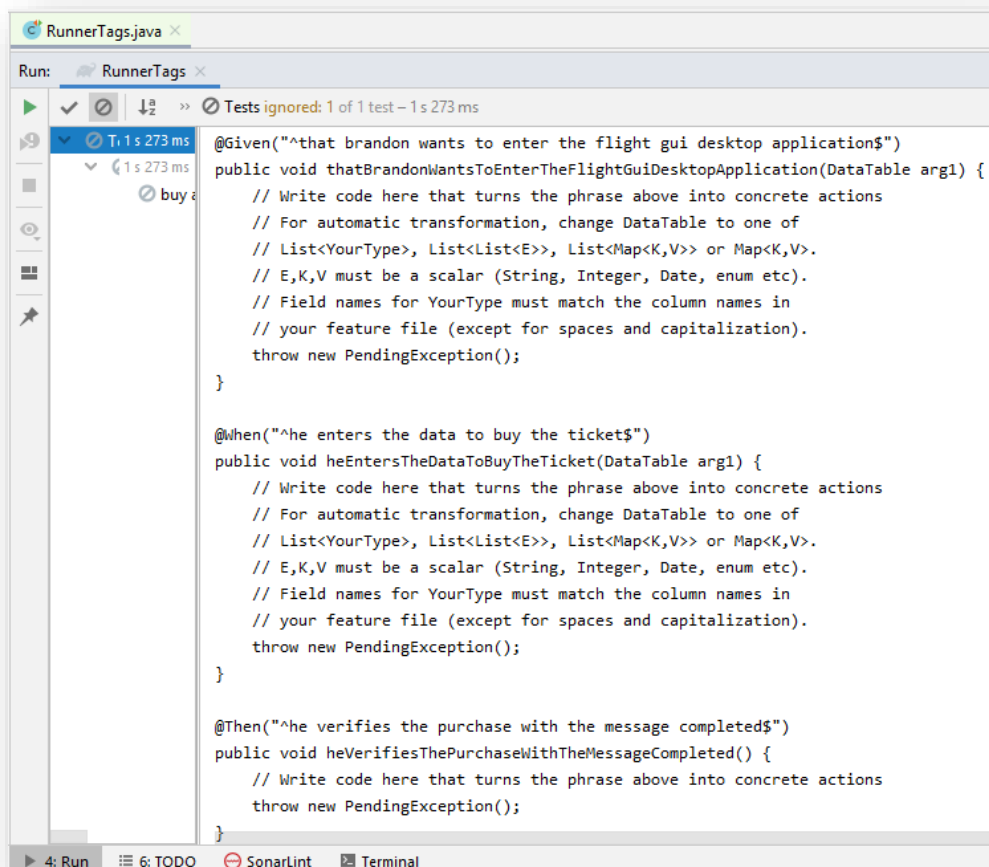 RunnerTags.java
Run: RunnerTags
Tests ignored: 1 of 1 test – 1 s 273 ms
1 s 273 ms
1 s 273 ms
buy
@Given("^that brandon wants to enter the flight gui desktop application$")
public void thatBrandonWantsToEnterTheFlightGuiDesktopApplication(DataTable arg1) {
// Write code here that turns the phrase above into concrete actions
// For automatic transformation, change DataTable to one of
// List<YourType>, List<List<E>>, List<Map<K,V>> or Map<K,V>.
// E,K,V must be a scalar (String, Integer, Date, enum etc).
// Field names for YourType must match the column names in
// your feature file (except for spaces and capitalization).
throw new PendingException();
}
@When("^he enters the data to buy the ticket$")
public void heEntersTheDataToBuyTheTicket(DataTable arg1) {
// Write code here that turns the phrase above into concrete actions
// For automatic transformation, change DataTable to one of
// List<YourType>, List<List<E>>, List<Map<K,V>> or Map<K,V>.
// E,K,V must be a scalar (String, Integer, Date, enum etc).
// Field names for YourType must match the column names in
// your feature file (except for spaces and capitalization).
throw new PendingException();
}
@Then("^he verifies the purchase with the message completed$")
public void heVerifiesThePurchaseWithTheMessageCompleted() {
// Write code here that turns the phrase above into concrete actions
throw new PendingException();
}
4: Run 6: TODO SonarLint Terminal